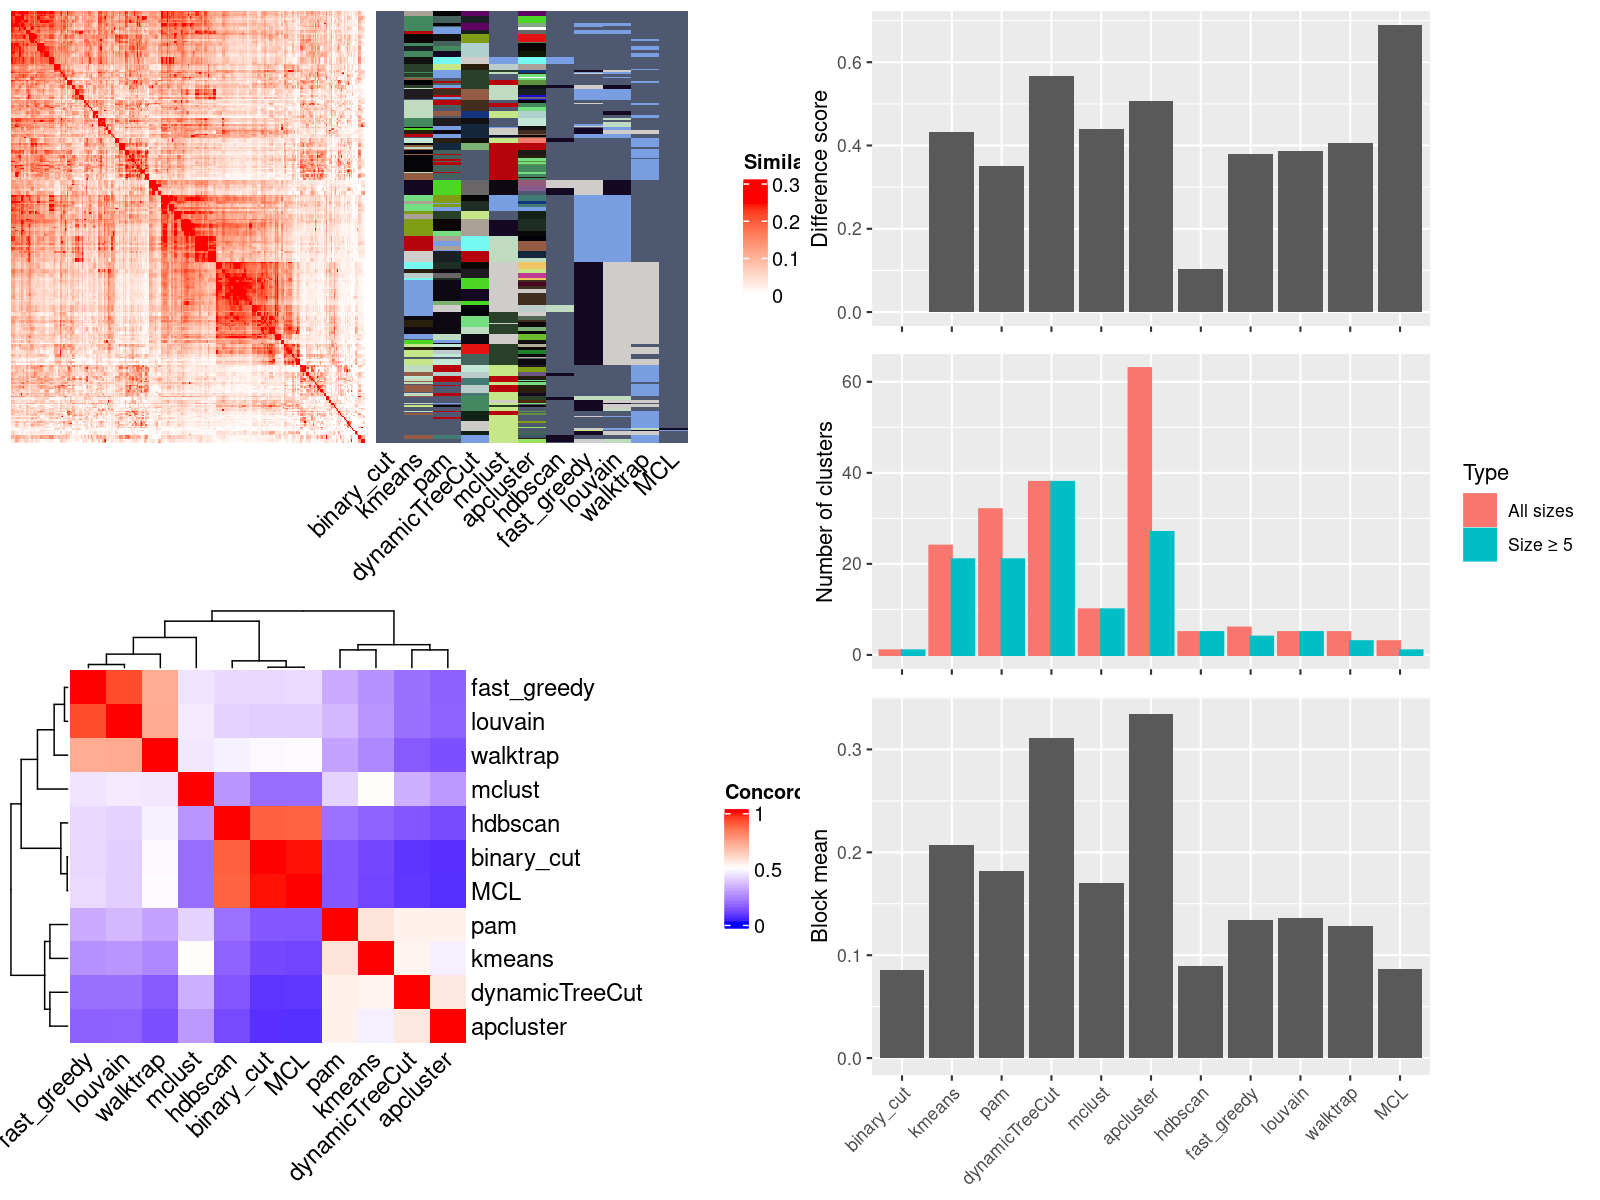 Simila
0.3
0.2
0.1
0
binary_cut
kmeans
pam
dynamicTreeCut
mclust
apcluster
hdbscan
fast_greedy
louvain
walktrap
MCL
fast_greedy
louvain
walktrap
mclust
hdbscan
binary_cut
MCL
pam
kmeans
dynamicTreeCut
apcluster
fast_greedy
louvain
walktrap
mclust
hdbscan
binary_cut
MCL
pam
kmeans
dynamicTreeCut
apcluster
Concord
1
0.5
0
Difference score
0.6
0.4
0.2
0.0
Number of clusters
60
40
20
0
Type
All sizes
Size ≥ 5
Block mean
0.3
0.2
0.1
0.0
binary_cut
kmeans
pam
dynamicTreeCut
mclust
apcluster
hdbscan
fast_greedy
louvain
walktrap
MCL